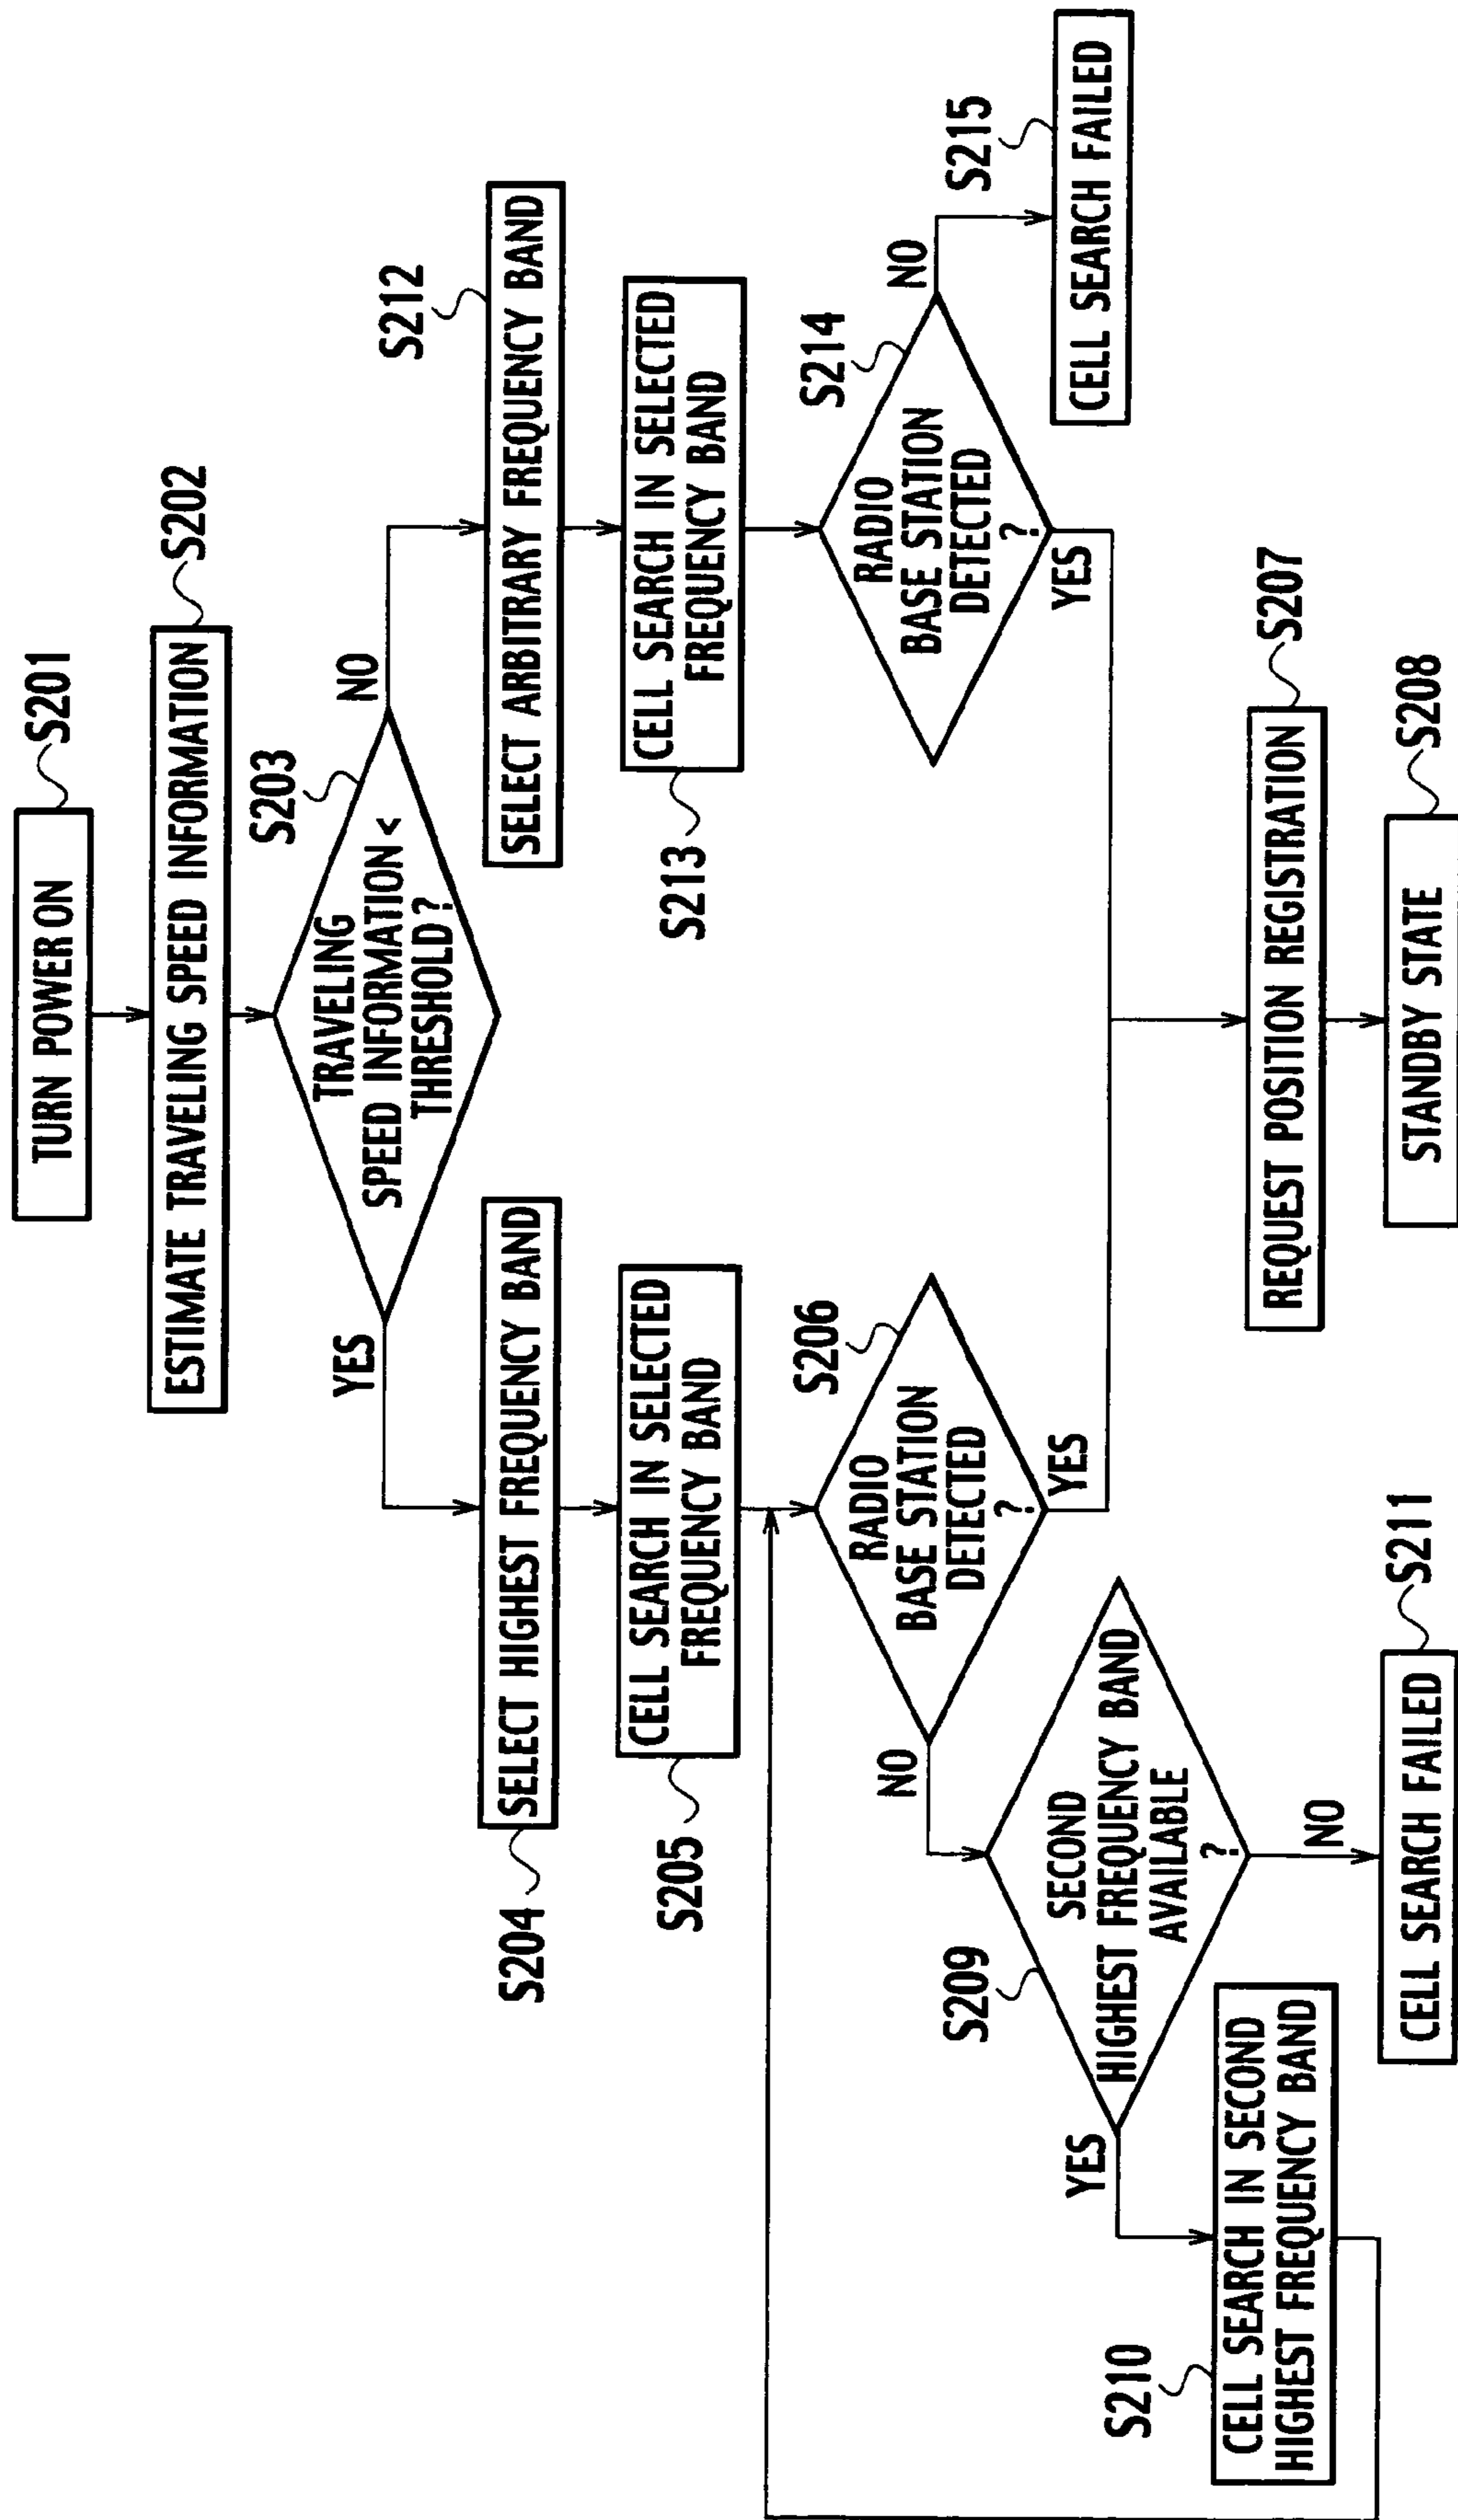 TURN POWER ON
S201
ESTIMATE TRAVELING SPEED INFORMATION
S202
TRAVELING
SPEED INFORMATION <
THRESHOLD?
S203
YES
NO
SELECT HIGHEST FREQUENCY BAND
S204
CELL SEARCH IN SELECTED
FREQUENCY BAND
S205
RADIO
BASE STATION
DETECTED
?
S206
YES
NO
SECOND
HIGHEST FREQUENCY BAND
AVAILABLE
?
S209
YES
NO
CELL SEARCH IN SECOND
HIGHEST FREQUENCY BAND
S210
CELL SEARCH FAILED
S211
SELECT ARBITRARY FREQUENCY BAND
S212
CELL SEARCH IN SELECTED
FREQUENCY BAND
S213
RADIO
BASE STATION
DETECTED
?
S214
NO
YES
CELL SEARCH FAILED
S215
REQUEST POSITION REGISTRATION
S207
STANDBY STATE
S208